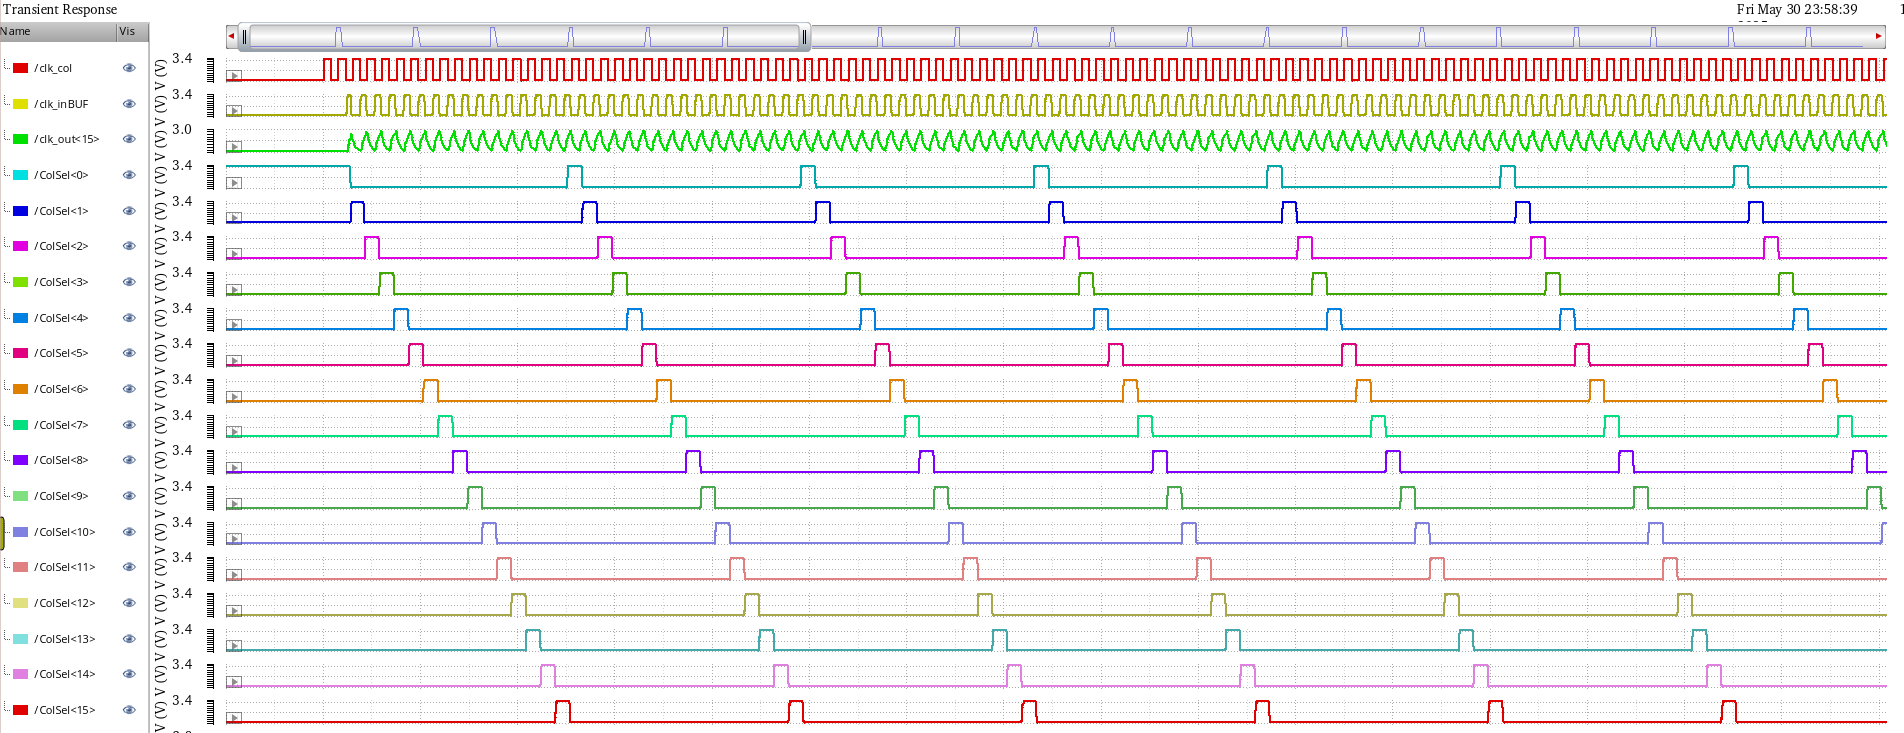 Transient Response
Fri May 30 23:58:39
Name Vis
/clk_col 3.4
/clk_inBUF 3.4
/clk_out<15> 3.0
/ColSel<0> 3.4
/ColSel<1> 3.4
/ColSel<2> 3.4
/ColSel<3> 3.4
/ColSel<4> 3.4
/ColSel<5> 3.4
/ColSel<6> 3.4
/ColSel<7> 3.4
/ColSel<8> 3.4
/ColSel<9> 3.4
/ColSel<10> 3.4
/ColSel<11> 3.4
/ColSel<12> 3.4
/ColSel<13> 3.4
/ColSel<14> 3.4
/ColSel<15> 3.4